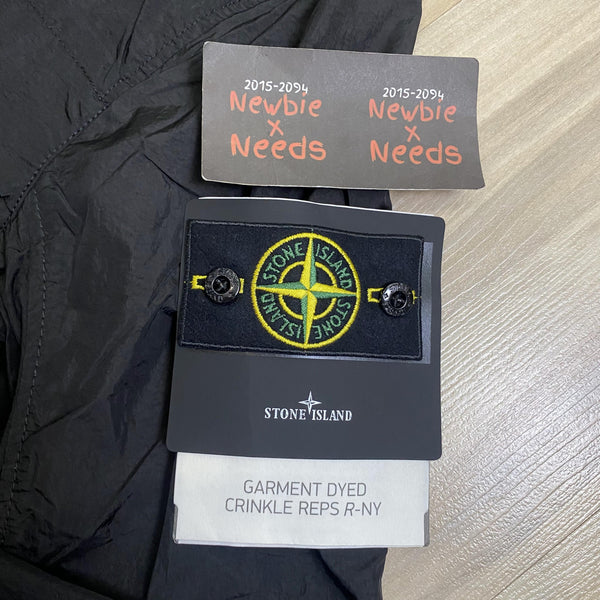 2015-2094
Newbie
x
Needs
2015-2094
Newbie
x
Needs
STONE ISLAND
STONE ISLAND
STONE ISLAND
GARMENT DYED
CRINKLE REPS R-NY